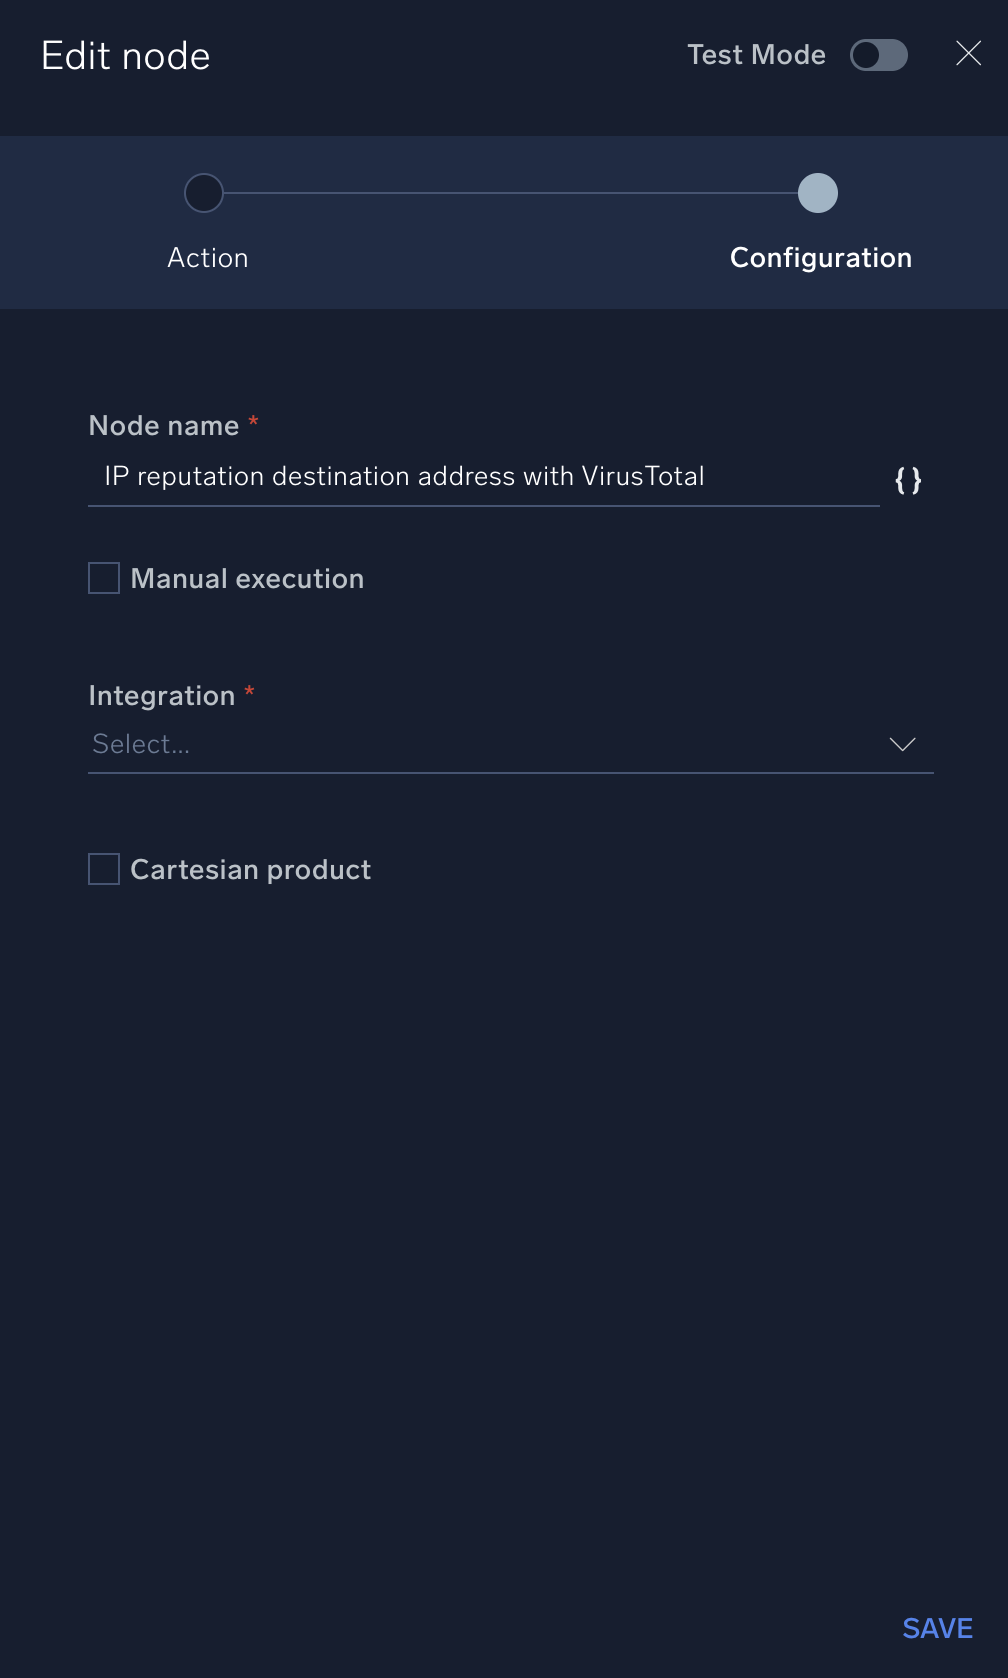 Edit node
Test Mode
Action
Configuration
Node name *
IP reputation destination address with VirusTotal
{}
Manual execution
Integration *
Select...
Cartesian product
SAVE